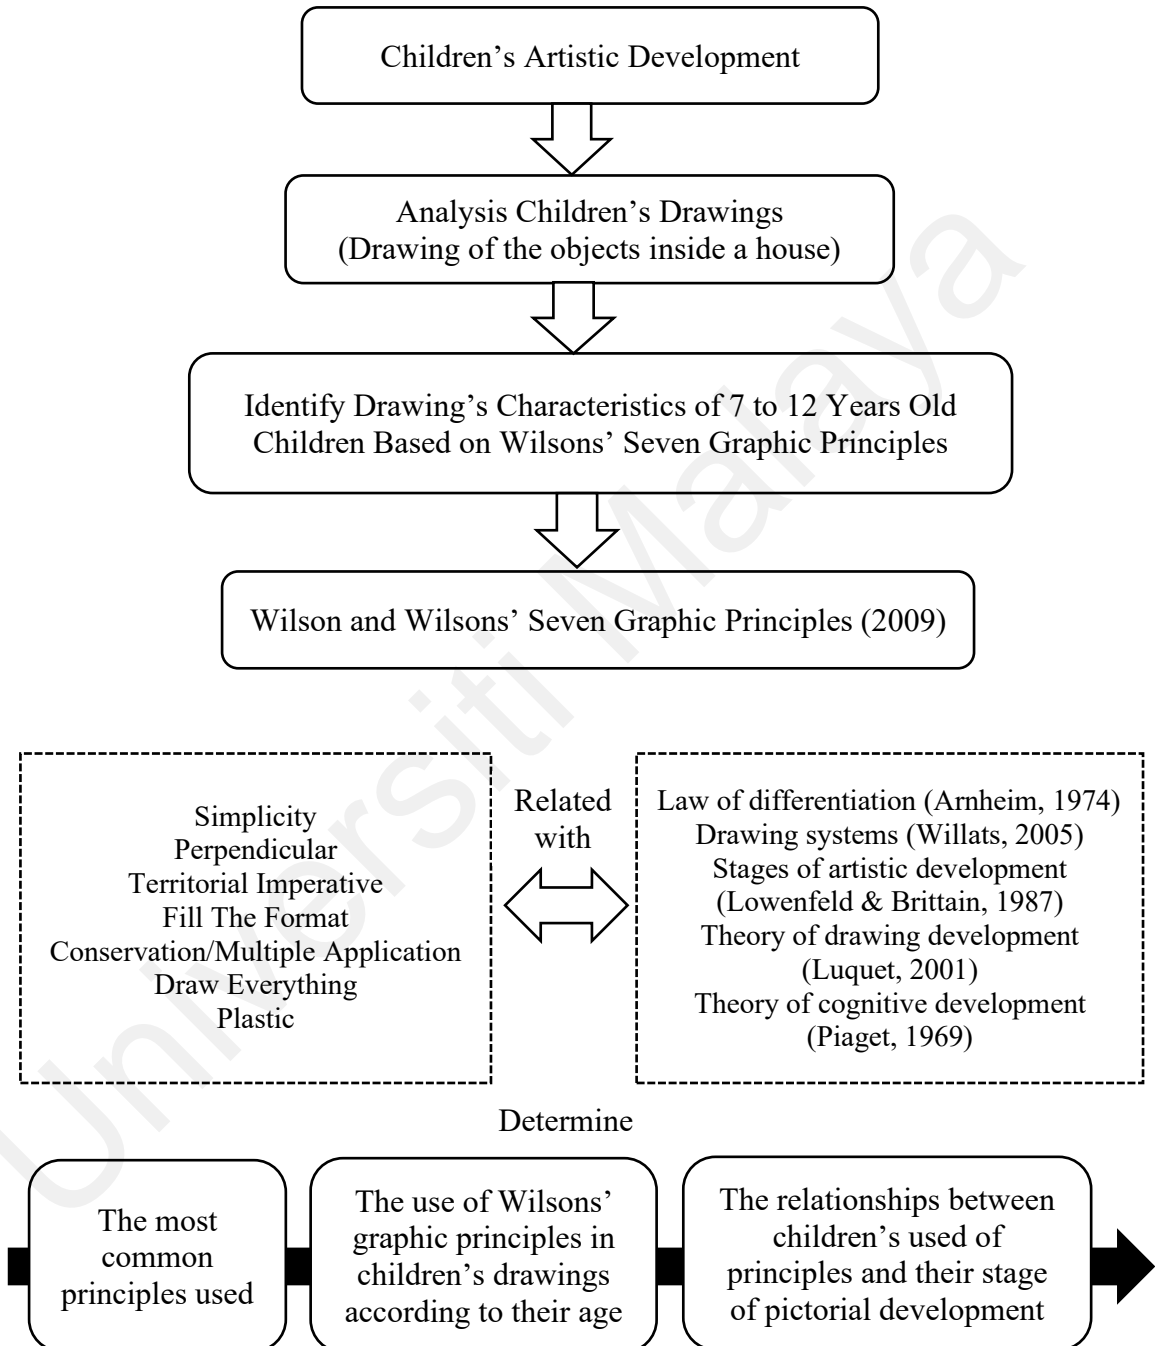 Children’s Artistic Development
Analysis Children’s Drawings
(Drawing of the objects inside a house)
Identify Drawing’s Characteristics of 7 to 12 Years Old
Children Based on Wilsons’ Seven Graphic Principles
Wilson and Wilsons’ Seven Graphic Principles (2009)
Simplicity
Perpendicular
Territorial Imperative
Fill The Format
Conservation/Multiple Application
Draw Everything
Plastic
Related
with
Law of differentiation (Arnheim, 1974)
Drawing systems (Willats, 2005)
Stages of artistic development
(Lowenfeld & Brittain, 1987)
Theory of drawing development
(Luquet, 2001)
Theory of cognitive development
(Piaget, 1969)
Determine
The most
common
principles used
The use of Wilsons’
graphic principles in
children’s drawings
according to their age
The relationships between
children’s used of
principles and their stage
of pictorial development
Universiti Malaya